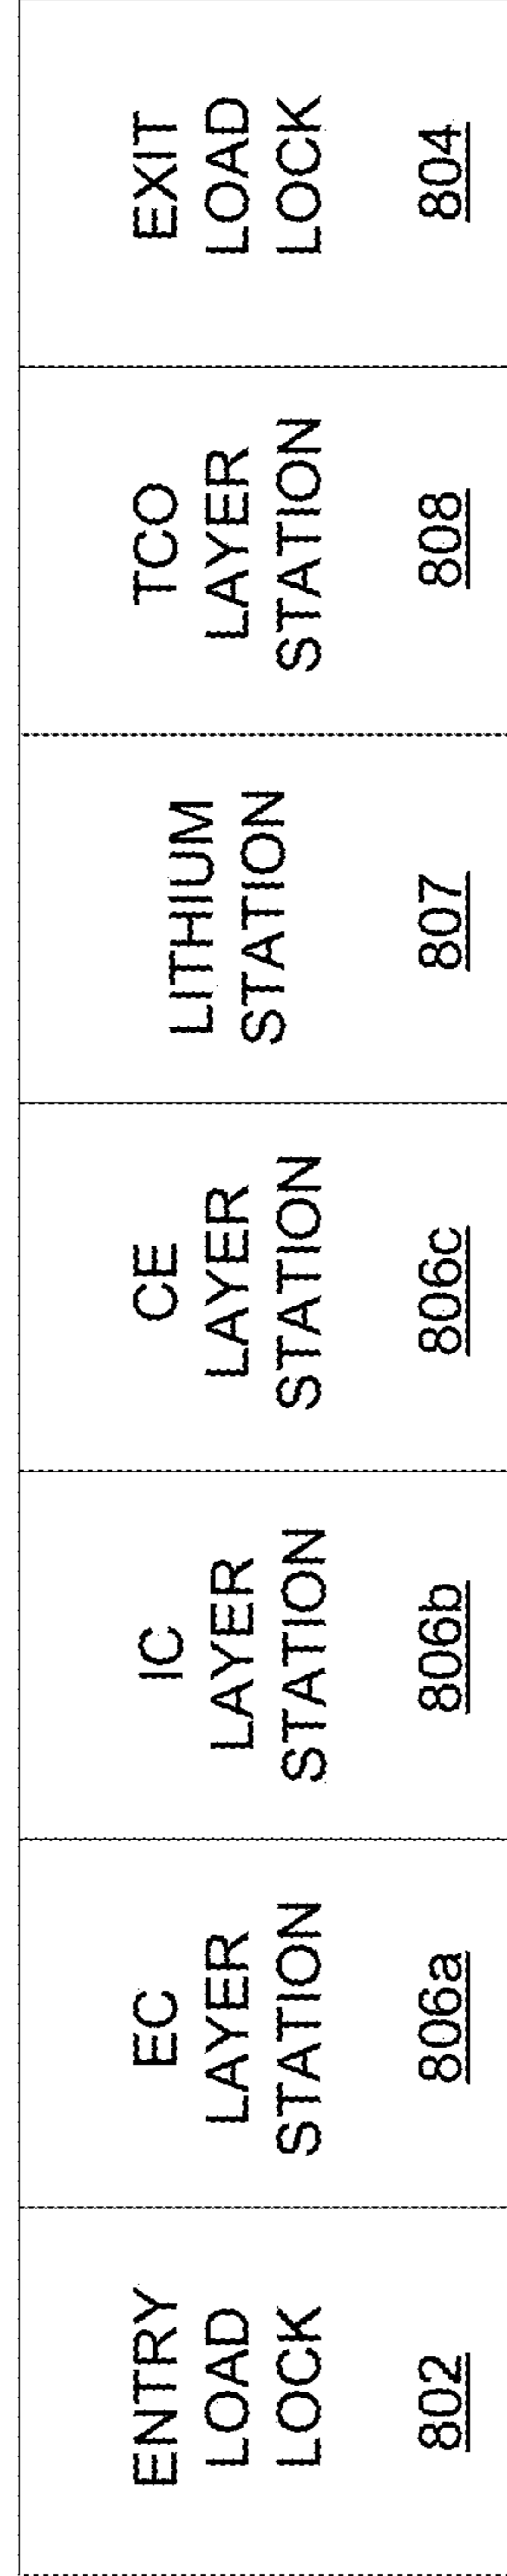 ENTRY
LOAD
LOCK
802
EC
LAYER
STATION
806a
IC
LAYER
STATION
806b
CE
LAYER
STATION
806c
LITHIUM
STATION
807
TCO
LAYER
STATION
808
EXIT
LOAD
LOCK
804